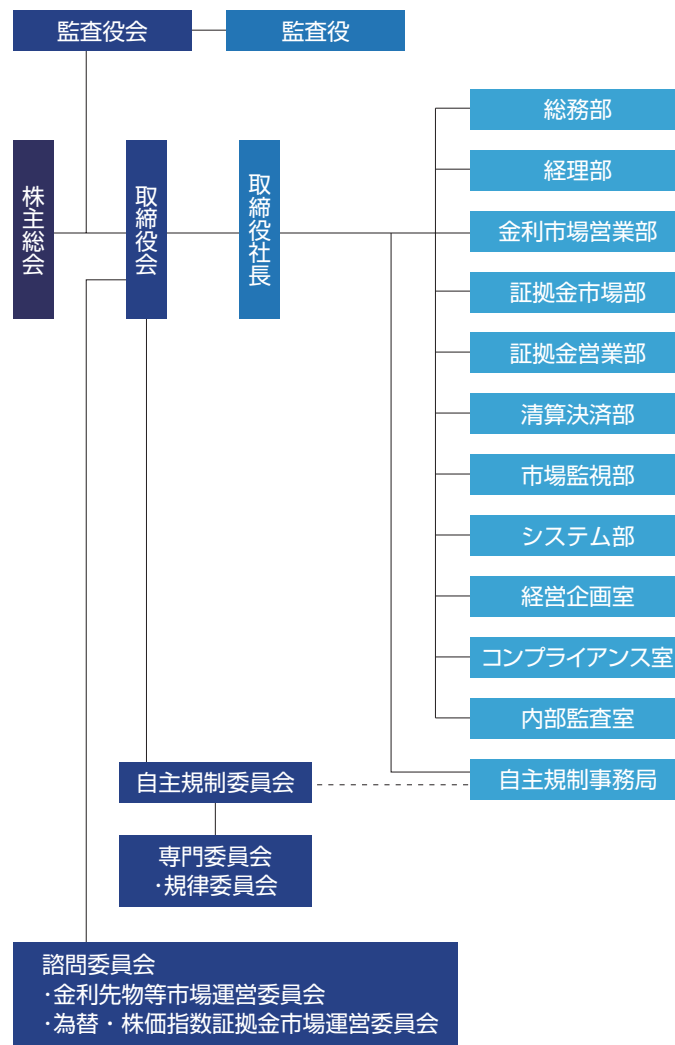 監査役会
監査役
株主総会
取締役会
取締役社長
総務部
経理部
金利市場営業部
証拠金市場部
証拠金営業部
清算決済部
市場監視部
システム部
経営企画室
コンプライアンス室
内部監査室
自主規制事務局
自主規制委員会
専門委員会
・規律委員会
諮問委員会
・金利先物等市場運営委員会
・為替・株価指数証拠金市場運営委員会